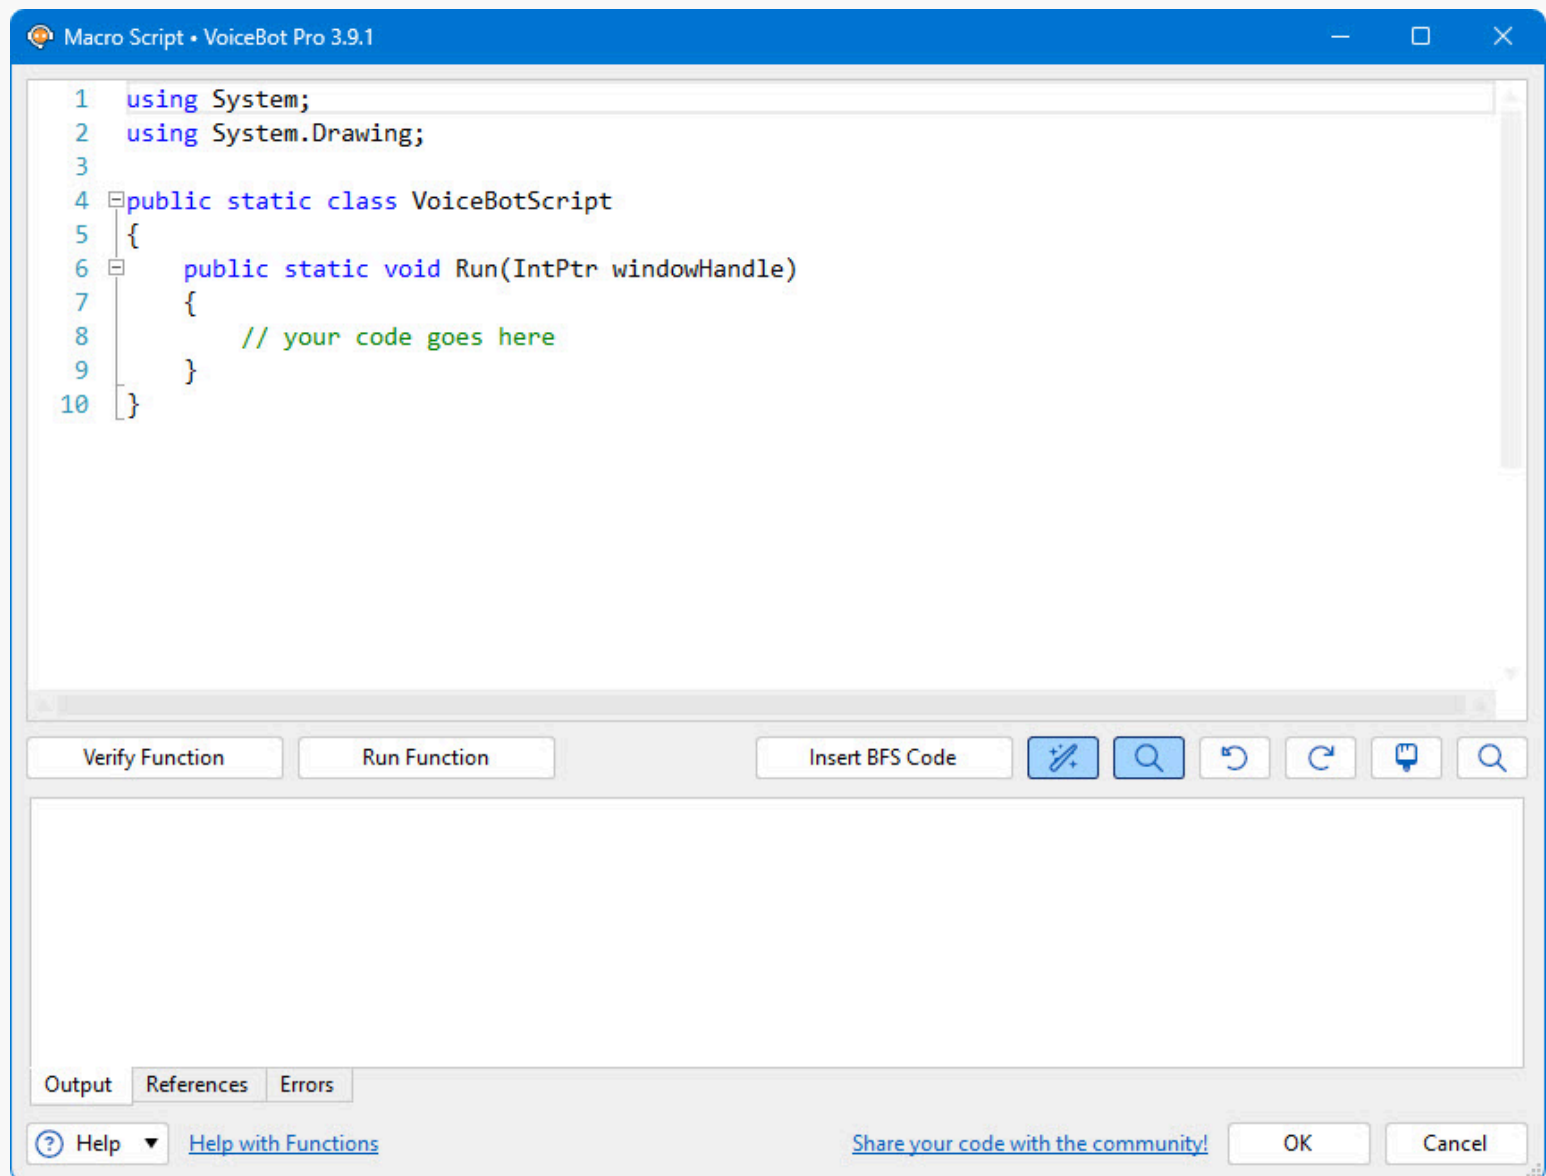 Macro Script • VoiceBot Pro 3.9.1
1 using System;
2 using System.Drawing;
3
4 public static class VoiceBotScript
5 {
6     public static void Run(IntPtr windowHandle)
7     {
8         // your code goes here
9     }
10 }
Verify Function Run Function Insert BFS Code
Output References Errors
? Help ▼ Help with Functions Share your code with the community! OK Cancel